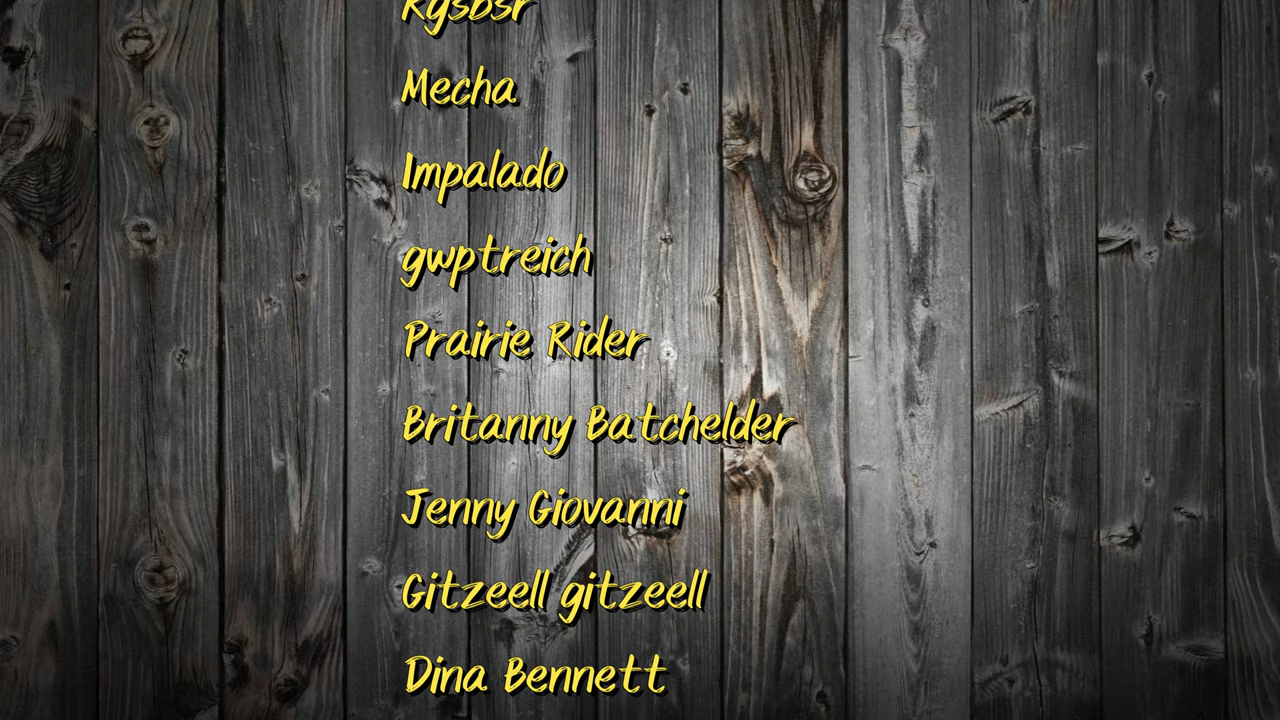 Mecha
Impalado
gwptreich
Prairie Rider
Britanny Batchelder
Jenny Giovanni
Gitzeell gitzeell
Dina Bennett